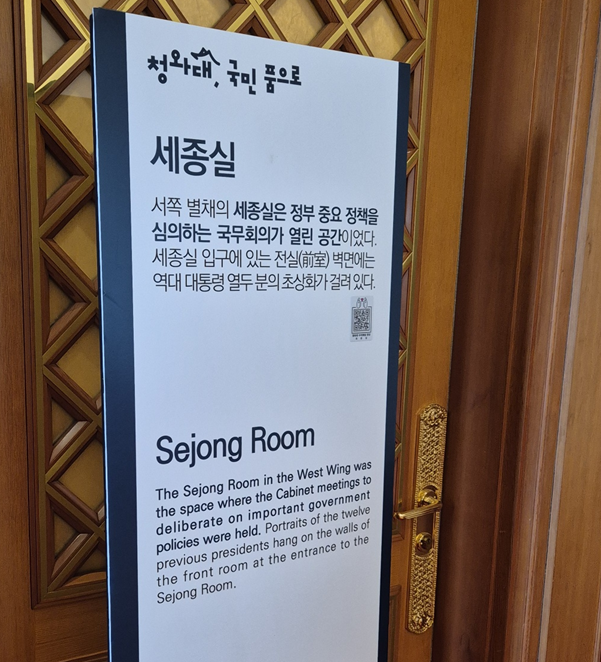 청와대, 국민 품으로
세종실
서쪽 별채의 세종실은 정부 중요 정책을
심의하는 국무회의가 열린 공간이었다.
세종실 입구에 있는 전실(前室) 벽면에는
역대 대통령 열두 분의 초상화가 걸려 있다.
Sejong Room
The Sejong Room in the West Wing was
the space where the Cabinet meetings to
deliberate on important government
policies were held. Portraits of the twelve
previous presidents hang on the walls of
the front room at the entrance to the
Sejong Room.